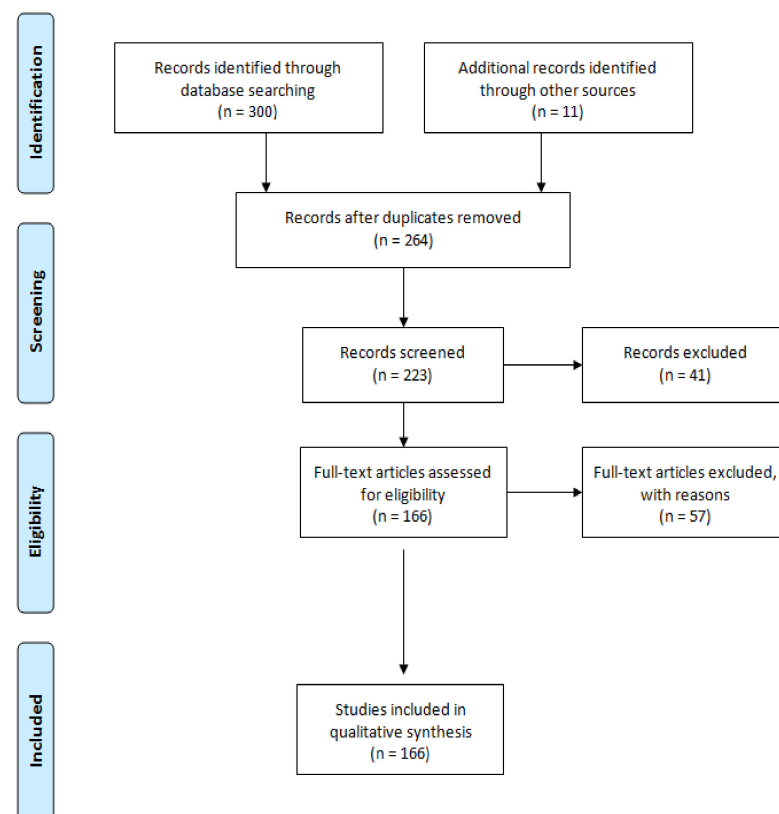 Identification
Records identified through
database searching
(n = 300)
Additional records identified
through other sources
(n = 11)
Records after duplicates removed
(n = 264)
Screening
Records screened
(n = 223)
Records excluded
(n = 41)
Eligibility
Full-text articles assessed
for eligibility
(n = 166)
Full-text articles excluded,
with reasons
(n = 57)
Included
Studies included in
qualitative synthesis
(n = 166)